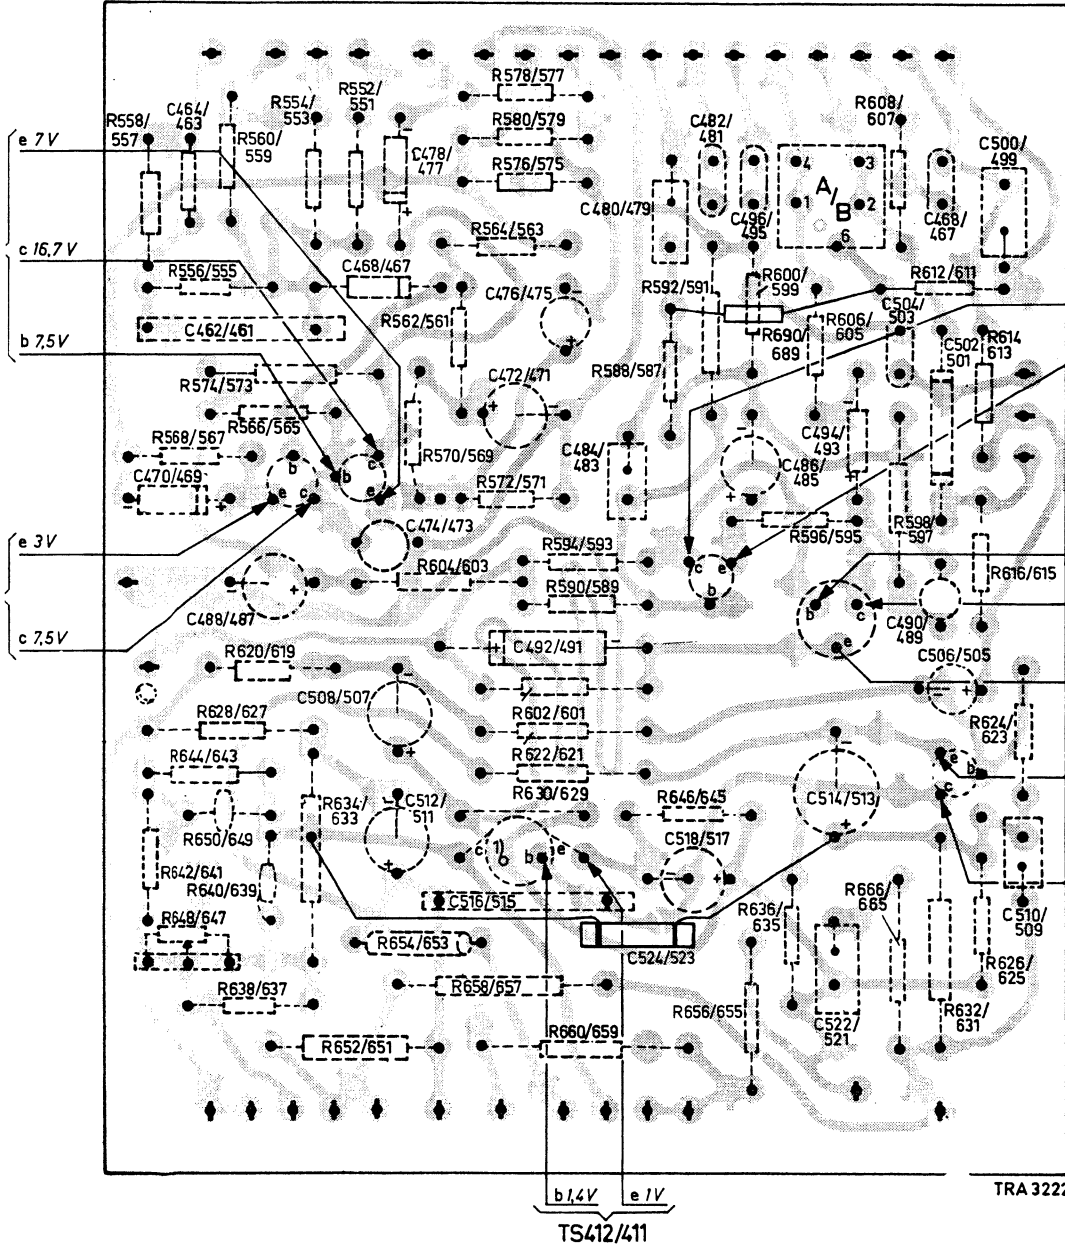 R578/577
R552/
551
C464/
463
R554/
553
R558/
557
R560/
559
R580/579
C482/
481
R608/
607
e 7V
C478/
477
R576/575
4
3
C500/
499
A/B
1
2
6
C480/479
C496/
495
C468/
467
R564/563
c 16,7V
R556/555
C468/467
C476/475
R592/591
R600/
599
R612/611
C504/
503
C462/461
R562/561
R690/
689
R606/
605
C502
501
R614
613
b 7,5V
R574/573
C472/471
R588/587
R566/565
C494/
493
R568/567
R570/569
C484/
483
C486/
485
C470/469
b
e
c
b
c
e
R572/571
R598/
597
C474/473
R596/595
e 3V
R594/593
R604/603
c
e
b
R616/615
R590/589
C488/487
b
c
e
C490/
489
c 7,5V
R620/619
C492/491
C506/505
C508/507
R602/601
R628/627
R624/
623
R622/621
R644/643
e
b
c
R630/629
R634/
633
C512/
511
R646/645
C514/513
R650/649
c
1)
b
e
C518/517
R642/641
R640/639
C516/515
R636/
635
R666/
665
C510/
509
R648/647
R654/653
C524/523
R626/
625
R638/637
R658/657
R656/655
C522/
521
R632/
631
R652/651
R660/659
TRA 3222
b 1,4V
e 1V
TS412/411